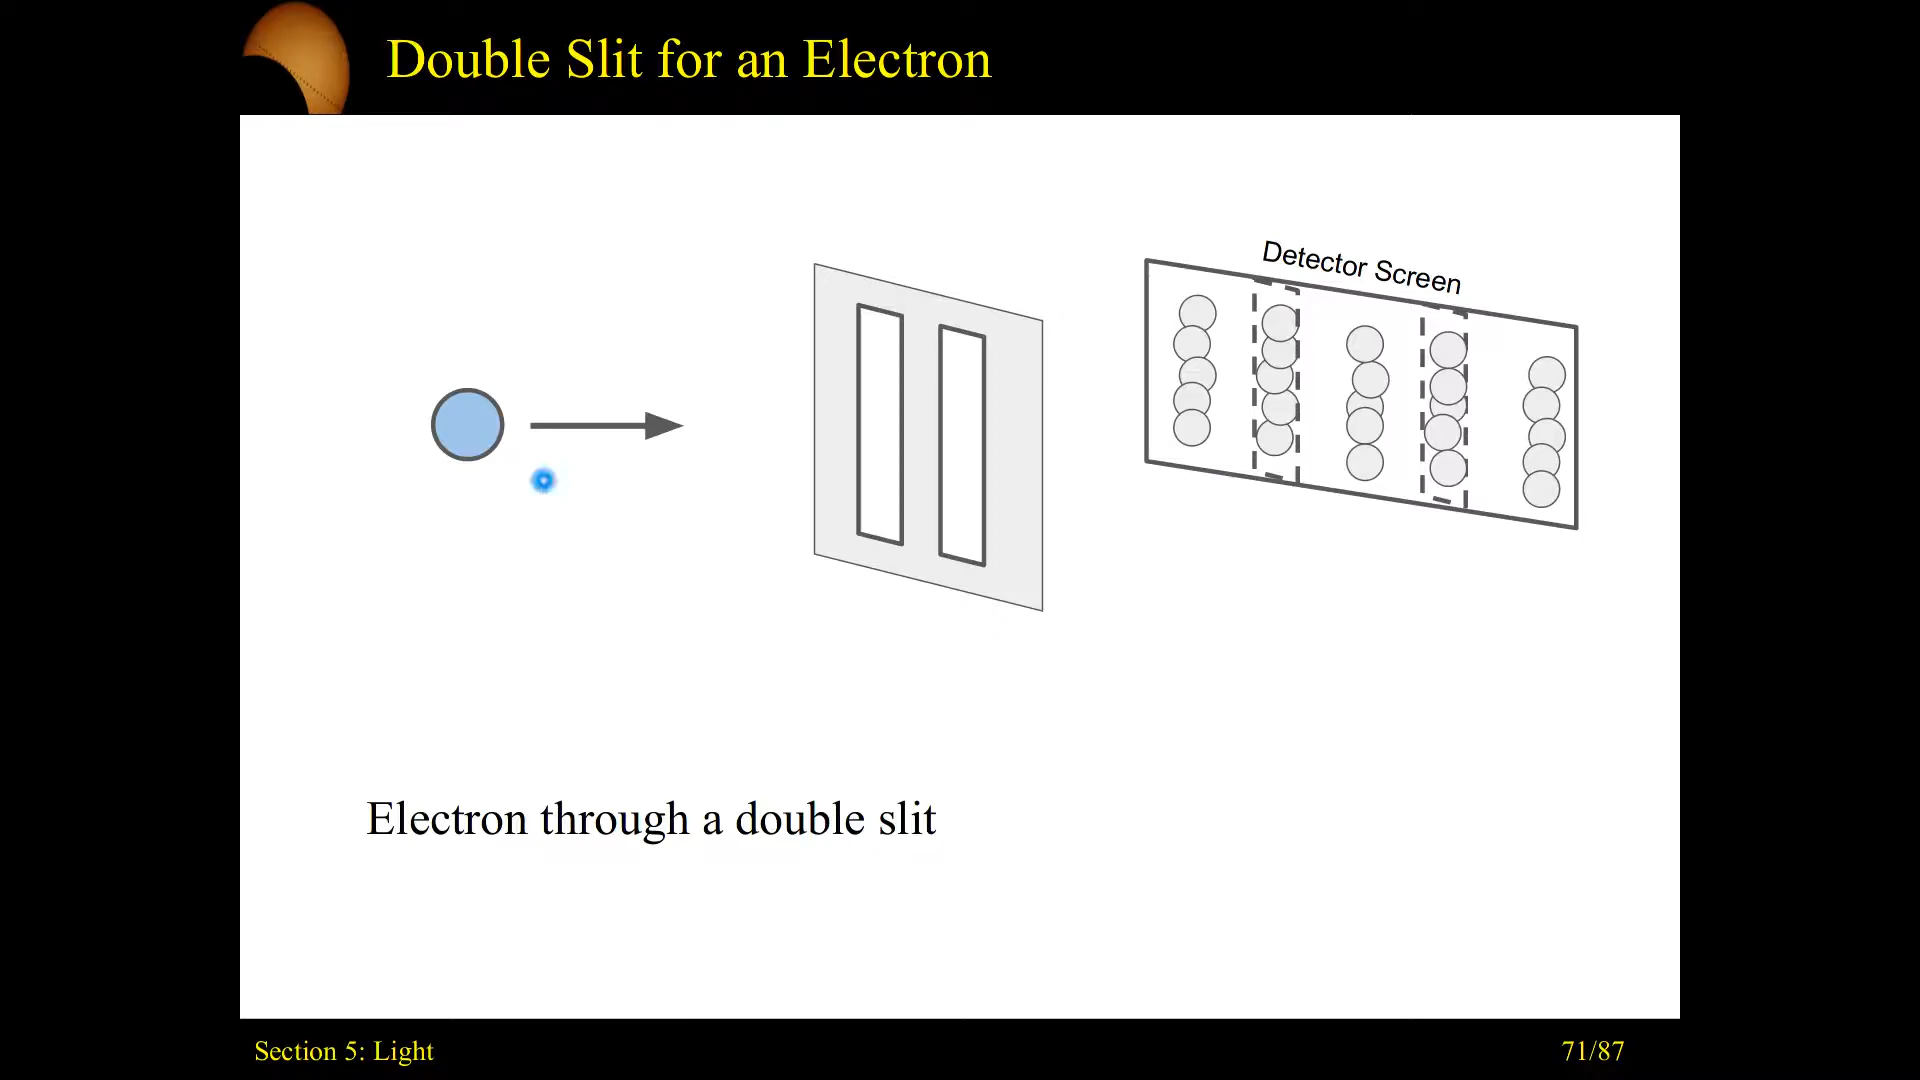 Double Slit for an Electron
Detector Screen
Electron through a double slit
Section 5: Light
71/87